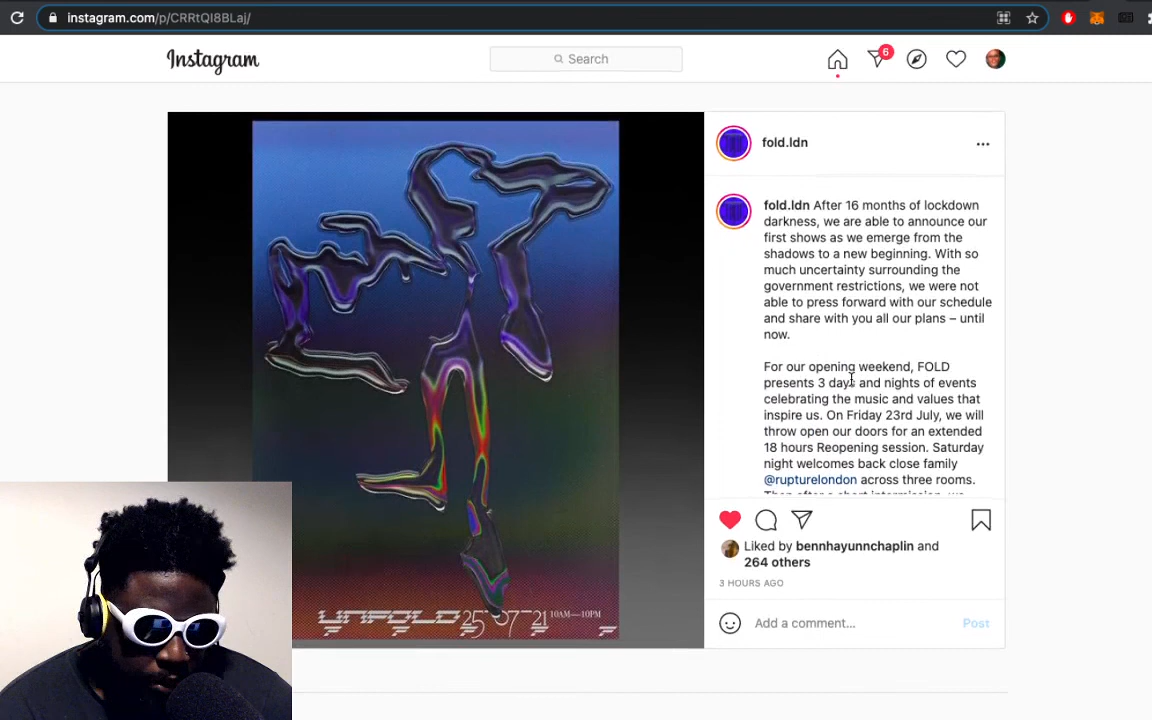 instagram.com/p/CRRtQI8BLaj/
Instagram
Search
6
fold.ldn
fold.ldn After 16 months of lockdown
darkness, we are able to announce our
first shows as we emerge from the
shadows to a new beginning. With so
much uncertainty surrounding the
government restrictions, we were not
able to press forward with our schedule
and share with you all our plans – until
now.
For our opening weekend, FOLD
presents 3 days and nights of events
celebrating the music and values that
inspire us. On Friday 23rd July, we will
throw open our doors for an extended
18 hours Reopening session. Saturday
night welcomes back close family
@rupturelondon across three rooms.
Then after a short intermission, we
Liked by bennhayunnchaplin and
264 others
3 HOURS AGO
Add a comment...
Post
UNFOLD 25 07 21 10AM—10PM